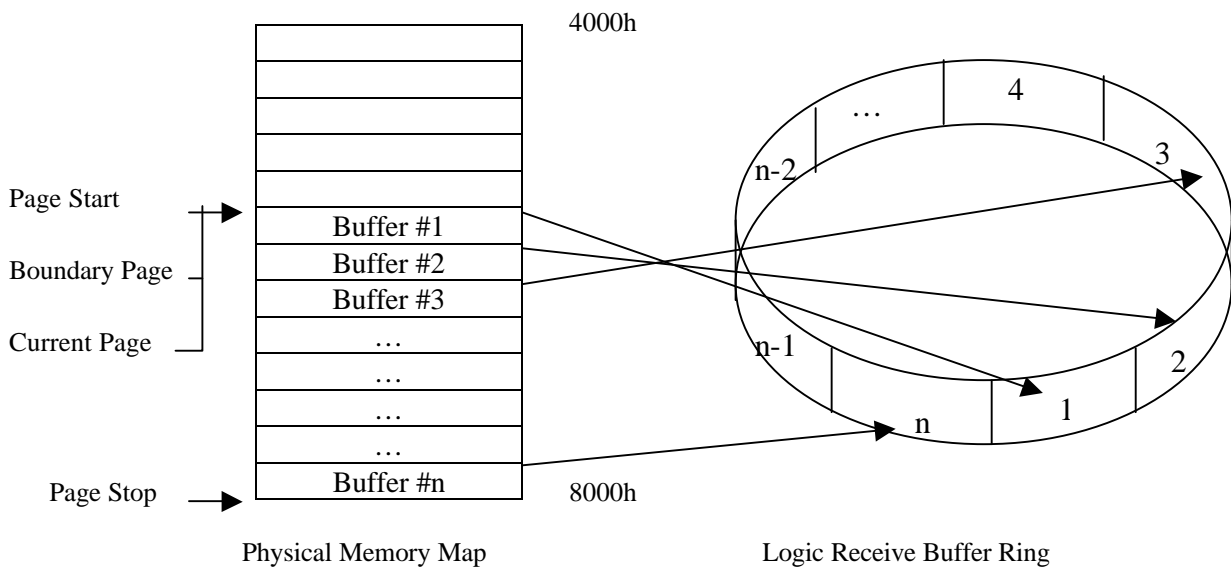 4000h
Page Start
Boundary Page
Current Page
Page Stop
Buffer #1
Buffer #2
Buffer #3
…
…
…
…
Buffer #n
8000h
4
…
3
n-2
n-1
2
1
n
Physical Memory Map
Logic Receive Buffer Ring